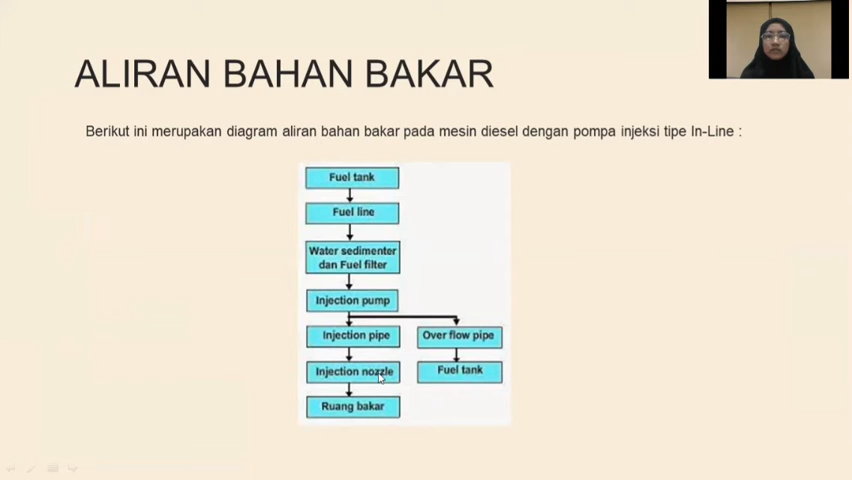 ALIRAN BAHAN BAKAR
Berikut ini merupakan diagram aliran bahan bakar pada mesin diesel dengan pompa injeksi tipe In-Line :
Fuel tank
Fuel line
Water sedimenter
dan Fuel filter
Injection pump
Injection pipe
Over flow pipe
Injection nozzle
Fuel tank
Ruang bakar